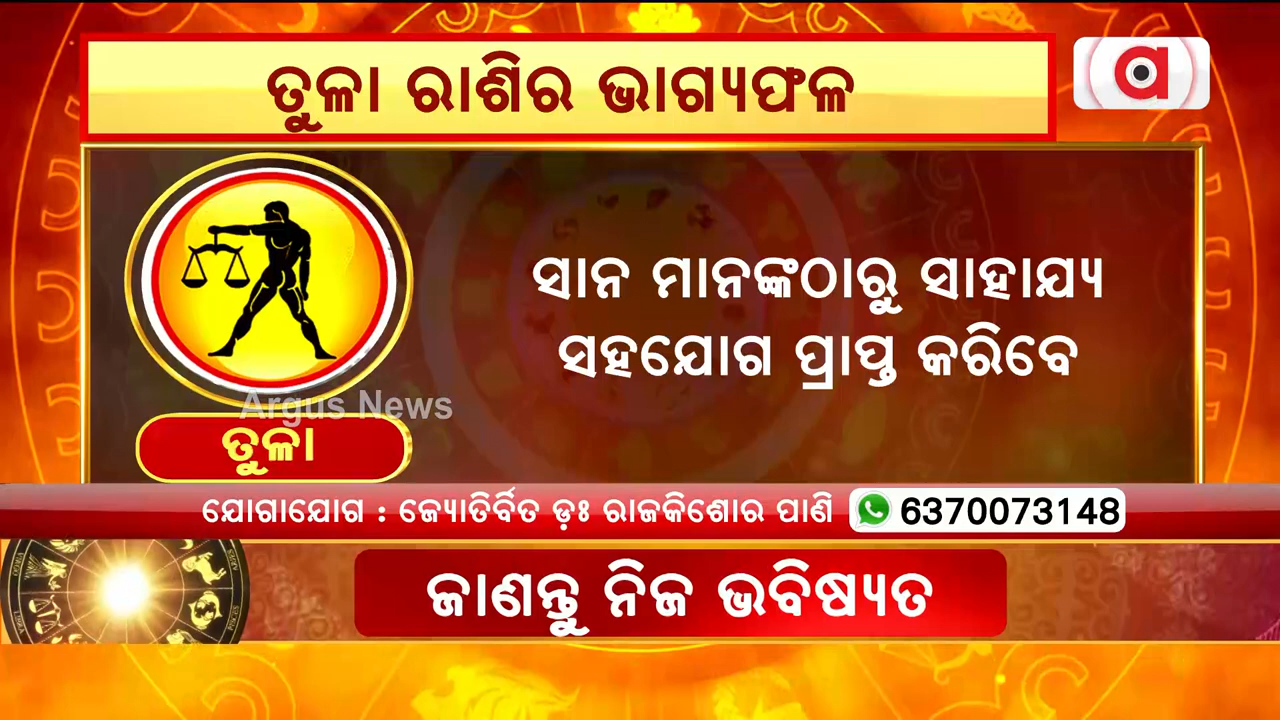 ତୁଳା ରାଶିର ଭାଗ୍ୟଫଳ
a
ସାନ ମାନଙ୍କଠାରୁ ସାହାଯ୍ୟ
ସହଯୋଗ ପ୍ରାପ୍ତ କରିବେ
Argus News
ତୁଳା
ଯୋଗାଯୋଗ : ଜ୍ୟୋତିର୍ବିତ ଡ଼ଃ ରାଜକିଶୋର ପାଣି 6370073148
ଜାଣନ୍ତୁ ନିଜ ଭବିଷ୍ୟତ